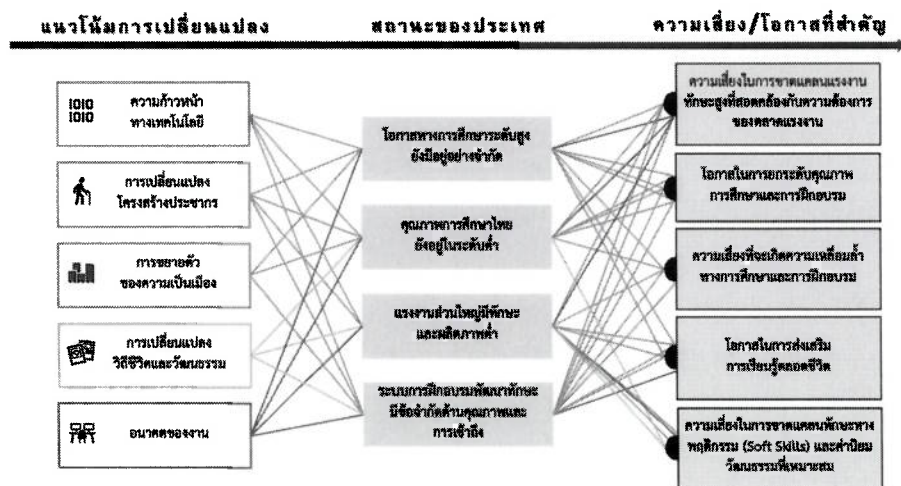 แนวโน้มการเปลี่ยนแปลง
สถานะของประเทศ
ความเสี่ยง/โอกาสที่สำคัญ
1010
1010
ความก้าวหน้า
ทางเทคโนโลยี
การเปลี่ยนแปลง
โครงสร้างประชากร
การขยายตัว
ของความเป็นเมือง
การเปลี่ยนแปลง
วิถีชีวิตและวัฒนธรรม
อนาคตของงาน
โอกาสทางการศึกษาระดับสูง
ยังมีอยู่อย่างจำกัด
คุณภาพการศึกษาไทย
ยังอยู่ในระดับต่ำ
แรงงานส่วนใหญ่มีทักษะ
และผลิตภาพต่ำ
ระบบการฝึกอบรมพัฒนาทักษะ
มีข้อจำกัดด้านคุณภาพและ
การเข้าถึง
ความเสี่ยงในการขาดแคลนแรงงาน
ทักษะสูงที่สอดคล้องกับความต้องการ
ของตลาดแรงงาน
โอกาสในการยกระดับคุณภาพ
การศึกษาและการฝึกอบรม
ความเสี่ยงที่จะเกิดความเหลื่อมล้ำ
ทางการศึกษาและการฝึกอบรม
โอกาสในการส่งเสริม
การเรียนรู้ตลอดชีวิต
ความเสี่ยงในการขาดแคลนทักษะทาง
พฤติกรรม (Soft Skills) และค่านิยม
วัฒนธรรมที่เหมาะสม